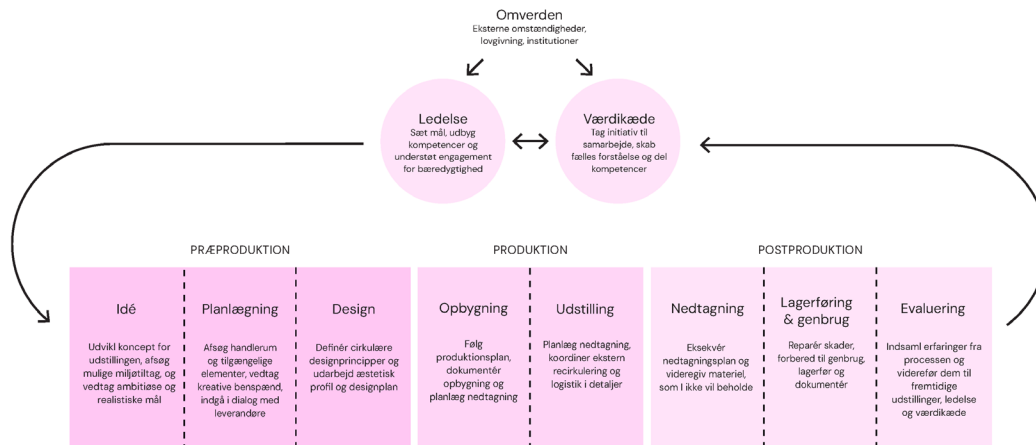 Omverden
Eksterne omstændigheder,
lovgivning, institutioner
Ledelse
Sæt mål, udbyg
kompetencer og
understøt engagement
for bæredygtighed
Værdikæde
Tag initiativ til
samarbejde, skab
fælles forståelse og del
kompetencer
PRÆPRODUKTION
Idé
Udvikl koncept for
udstillingen, afsøg
mulige miljøtiltag, og
vedtag ambitiøse og
realistiske mål
Planlægning
Afsøg handlerum
og tilgængelige
elementer, vedtag
kreative benspænd,
indgå i dialog med
leverandøre
Design
Definér cirkulære
designprincipper og
udarbejd æstetisk
profil og designplan
PRODUKTION
Opbygning
Følg
produktionsplan,
dokumentér
opbygning og
planlæg nedtagning
Udstilling
Planlæg nedtagning,
koordiner ekstern
recirkulering og
logistik i detaljer
POSTPRODUKTION
Nedtagning
Eksekvér
nedtagningsplan og
videregiv materiel,
som I ikke vil beholde
Lagerføring
& genbrug
Reparér skader,
forbered til genbrug,
lagerfør og
dokumentér
Evaluering
Indsaml erfaringer fra
processen og
viderefør dem til
fremtidige
udstillinger, ledelse
og værdikæde